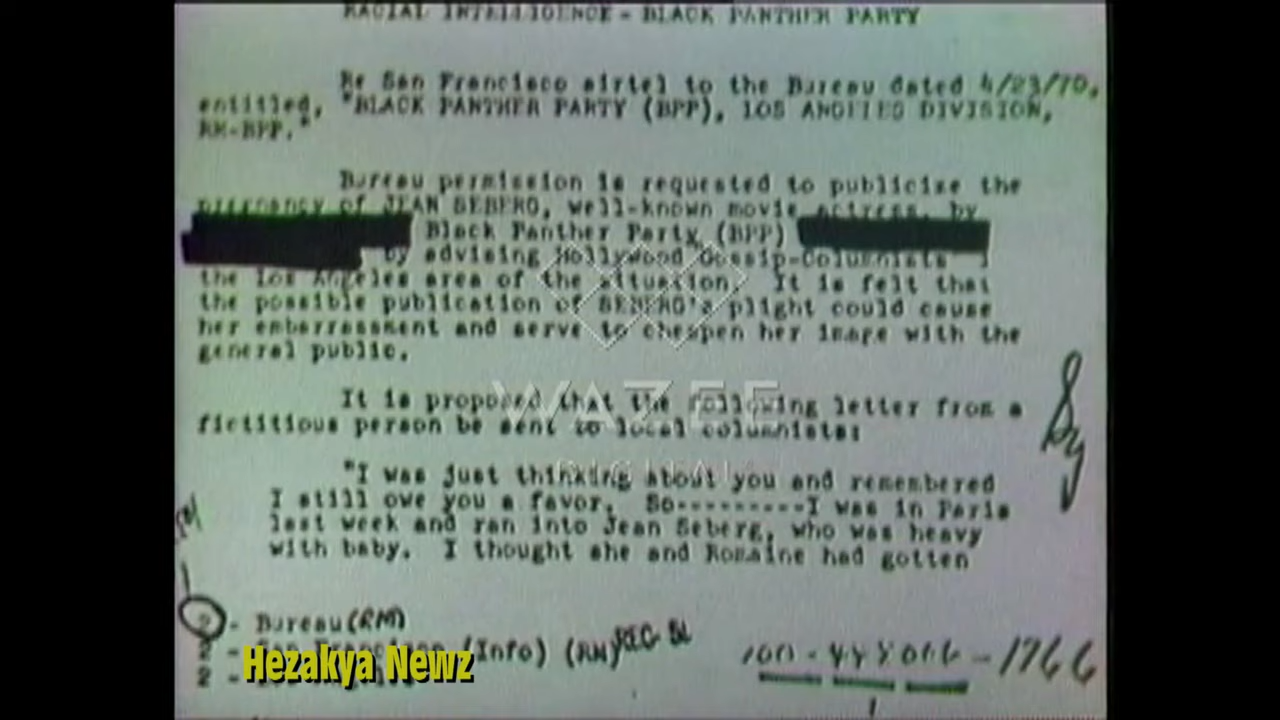 RACIAL INTELLIGENCE - BLACK PANTHER PARTY
Re San Francisco airtel to the Bureau dated 4/23/70,
entitled, "BLACK PANTHER PARTY (BPP), LOS ANGELES DIVISION,
RM-BPP."
Bureau permission is requested to publicize the
pregnancy of JEAN SEBERG, well-known movie actress, by
Black Panther Party (BPP)
by advising Hollywood Gossip-Columnists
the Los Angeles area of the situation. It is felt that
the possible publication of SEBERG's plight could cause
her embarrassment and serve to cheapen her image with the
general public.
It is proposed that the following letter from a
fictitious person be sent to local columnists:
"I was just thinking about you and remembered
I still owe you a favor. So---------I was in Paris
last week and ran into Jean Seberg, who was heavy
with baby. I thought she and Romaine had gotten
- Bureau (RM)
2 - San Francisco (Info) (RM) REC-
2 -
100 - 448006 - 1766
WAZEE
DIGITAL
Hezakya Newz